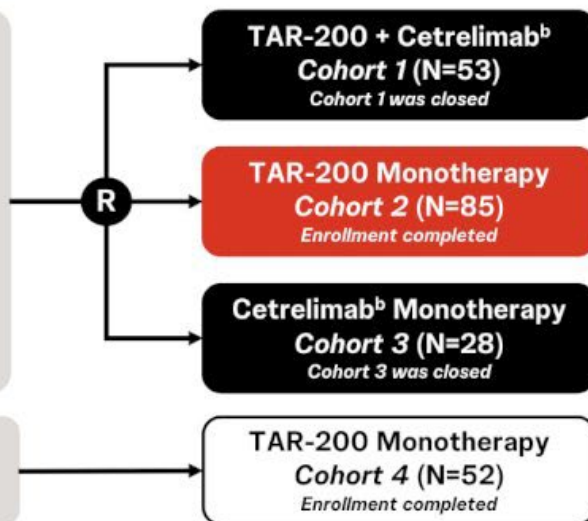 TAR-200 + Cetrelimabᵇ
Cohort 1 (N=53)
Cohort 1 was closed
R
TAR-200 Monotherapy
Cohort 2 (N=85)
Enrollment completed
Cetrelimabᵇ Monotherapy
Cohort 3 (N=28)
Cohort 3 was closed
TAR-200 Monotherapy
Cohort 4 (N=52)
Enrollment completed